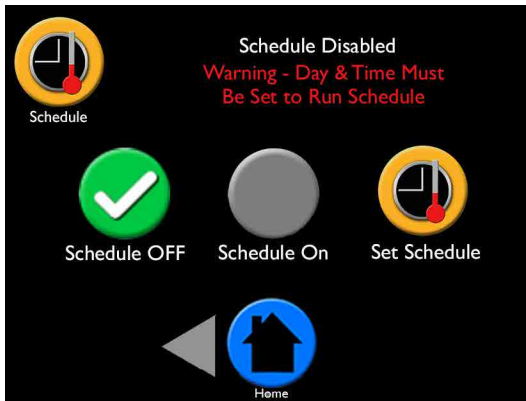 Schedule Disabled
Warning - Day & Time Must
Be Set to Run Schedule
Schedule
Schedule OFF
Schedule On
Set Schedule
Home